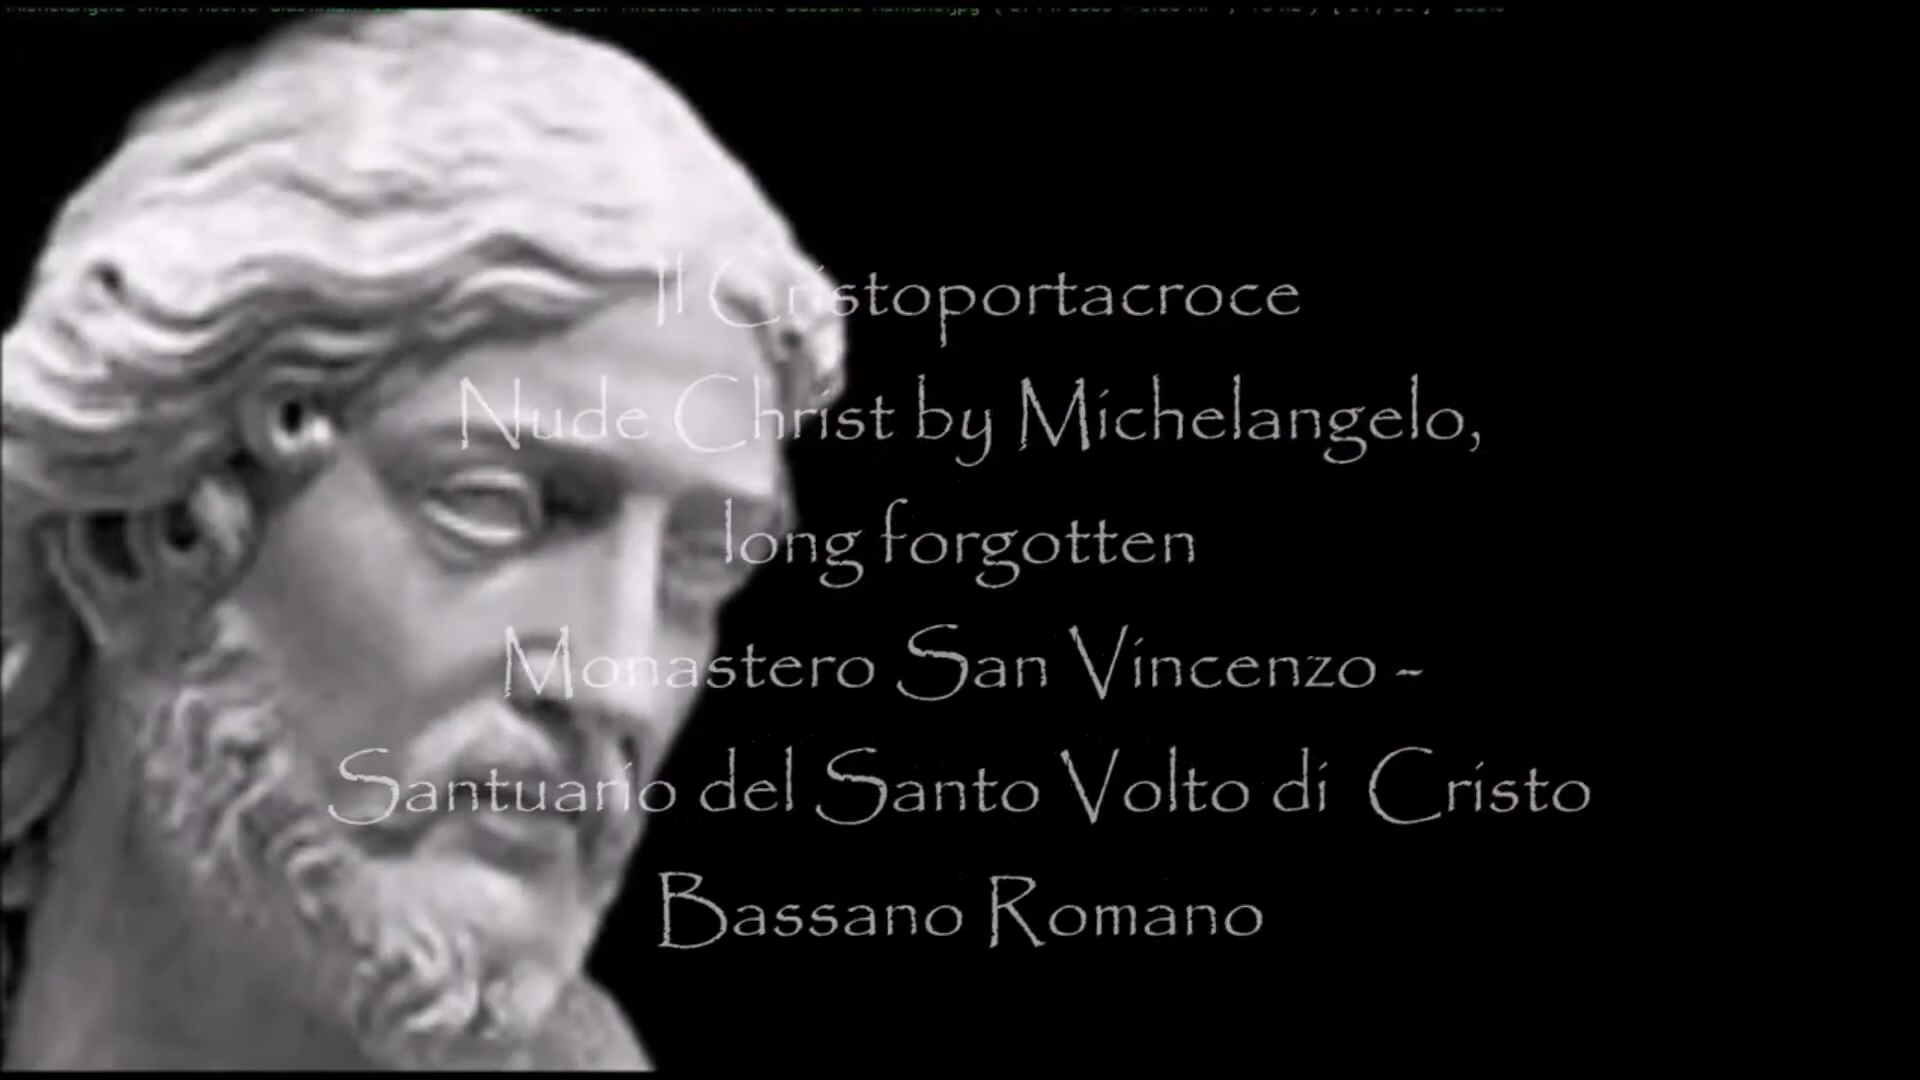 Il Cristoportacroce
Nude Christ by Michelangelo,
long forgotten
Monastero San Vincenzo -
Santuario del Santo Volto di Cristo
Bassano Romano